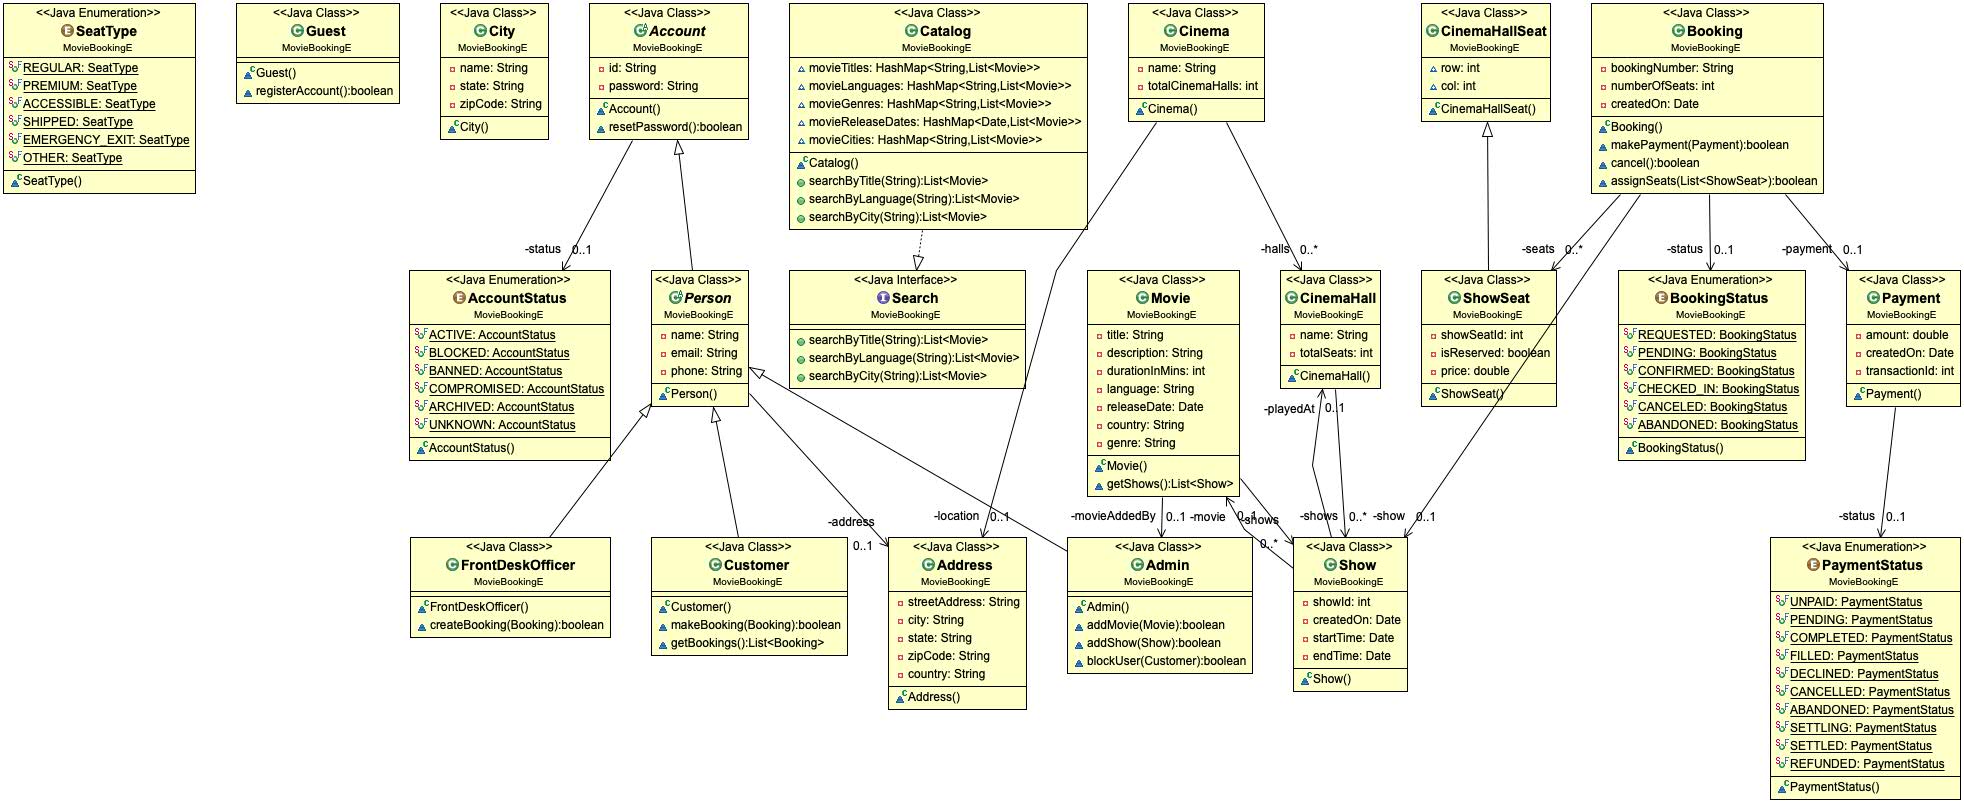 <<Java Enumeration>>
SeatType
MovieBookingE
REGULAR: SeatType
PREMIUM: SeatType
ACCESSIBLE: SeatType
SHIPPED: SeatType
EMERGENCY_EXIT: SeatType
OTHER: SeatType
SeatType()
<<Java Class>>
Guest
MovieBookingE
Guest()
registerAccount():boolean
<<Java Class>>
City
MovieBookingE
name: String
state: String
zipCode: String
City()
<<Java Class>>
Account
MovieBookingE
id: String
password: String
Account()
resetPassword():boolean
<<Java Class>>
Catalog
MovieBookingE
movieTitles: HashMap<String,List<Movie>>
movieLanguages: HashMap<String,List<Movie>>
movieGenres: HashMap<String,List<Movie>>
movieReleaseDates: HashMap<Date,List<Movie>>
movieCities: HashMap<String,List<Movie>>
Catalog()
searchByTitle(String):List<Movie>
searchByLanguage(String):List<Movie>
searchByCity(String):List<Movie>
<<Java Class>>
Cinema
MovieBookingE
name: String
totalCinemaHalls: int
Cinema()
<<Java Class>>
CinemaHallSeat
MovieBookingE
row: int
col: int
CinemaHallSeat()
<<Java Class>>
Booking
MovieBookingE
bookingNumber: String
numberOfSeats: int
createdOn: Date
Booking()
makePayment(Payment):boolean
cancel():boolean
assignSeats(List<ShowSeat>):boolean
-status 0..1
-halls 0..*
-seats 0..*
-status 0..1
-payment 0..1
<<Java Enumeration>>
AccountStatus
MovieBookingE
ACTIVE: AccountStatus
BLOCKED: AccountStatus
BANNED: AccountStatus
COMPROMISED: AccountStatus
ARCHIVED: AccountStatus
UNKNOWN: AccountStatus
AccountStatus()
<<Java Class>>
Person
MovieBookingE
name: String
email: String
phone: String
Person()
<<Java Interface>>
Search
MovieBookingE
searchByTitle(String):List<Movie>
searchByLanguage(String):List<Movie>
searchByCity(String):List<Movie>
<<Java Class>>
Movie
MovieBookingE
title: String
description: String
durationInMins: int
language: String
releaseDate: Date
country: String
genre: String
Movie()
getShows():List<Show>
<<Java Class>>
CinemaHall
MovieBookingE
name: String
totalSeats: int
CinemaHall()
-playedAt 0..1
<<Java Class>>
ShowSeat
MovieBookingE
showSeatId: int
isReserved: boolean
price: double
ShowSeat()
<<Java Enumeration>>
BookingStatus
MovieBookingE
REQUESTED: BookingStatus
PENDING: BookingStatus
CONFIRMED: BookingStatus
CHECKED_IN: BookingStatus
CANCELED: BookingStatus
ABANDONED: BookingStatus
BookingStatus()
<<Java Class>>
Payment
MovieBookingE
amount: double
createdOn: Date
transactionId: int
Payment()
-address
0..1
-location 0..1
-movieAddedBy 0..1
-movie 0..1
-shows
0..*
-shows 0..*
-show 0..1
-status 0..1
<<Java Class>>
FrontDeskOfficer
MovieBookingE
FrontDeskOfficer()
createBooking(Booking):boolean
<<Java Class>>
Customer
MovieBookingE
Customer()
makeBooking(Booking):boolean
getBookings():List<Booking>
<<Java Class>>
Address
MovieBookingE
streetAddress: String
city: String
state: String
zipCode: String
country: String
Address()
<<Java Class>>
Admin
MovieBookingE
Admin()
addMovie(Movie):boolean
addShow(Show):boolean
blockUser(Customer):boolean
<<Java Class>>
Show
MovieBookingE
showId: int
createdOn: Date
startTime: Date
endTime: Date
Show()
<<Java Enumeration>>
PaymentStatus
MovieBookingE
UNPAID: PaymentStatus
PENDING: PaymentStatus
COMPLETED: PaymentStatus
FILLED: PaymentStatus
DECLINED: PaymentStatus
CANCELLED: PaymentStatus
ABANDONED: PaymentStatus
SETTLING: PaymentStatus
SETTLED: PaymentStatus
REFUNDED: PaymentStatus
PaymentStatus()